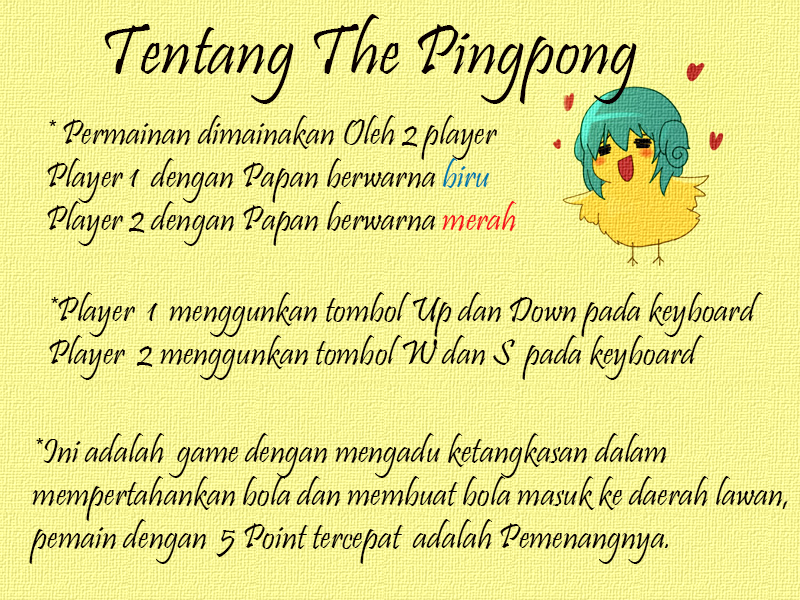 Tentang The Pingpong
* Permainan dimainakan Oleh 2 player
Player 1 dengan Papan berwarna biru
Player 2 dengan Papan berwarna merah
*Player 1 menggunkan tombol Up dan Down pada keyboard
Player 2 menggunkan tombol W dan S pada keyboard
*Ini adalah game dengan mengadu ketangkasan dalam
mempertahankan bola dan membuat bola masuk ke daerah lawan,
pemain dengan 5 Point tercepat adalah Pemenangnya.